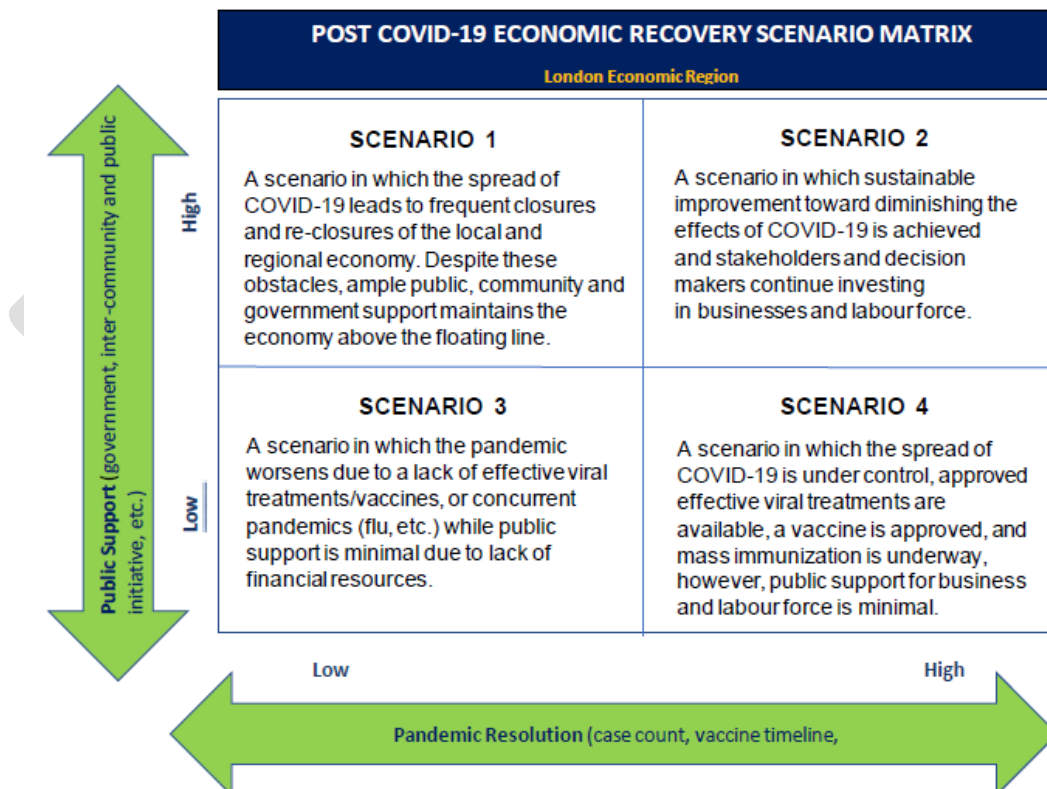 POST COVID-19 ECONOMIC RECOVERY SCENARIO MATRIX
London Economic Region
Public Support (government, inter-community and public
initiative, etc.)
High
Low
SCENARIO 1
A scenario in which the spread of
COVID-19 leads to frequent closures
and re-closures of the local and
regional economy. Despite these
obstacles, ample public, community and
government support maintains the
economy above the floating line.
SCENARIO 2
A scenario in which sustainable
improvement toward diminishing the
effects of COVID-19 is achieved
and stakeholders and decision
makers continue investing
in businesses and labour force.
SCENARIO 3
A scenario in which the pandemic
worsens due to a lack of effective viral
treatments/vaccines, or concurrent
pandemics (flu, etc.) while public
support is minimal due to lack of
financial resources.
SCENARIO 4
A scenario in which the spread of
COVID-19 is under control, approved
effective viral treatments are
available, a vaccine is approved, and
mass immunization is underway,
however, public support for business
and labour force is minimal.
Low
High
Pandemic Resolution (case count, vaccine timeline,